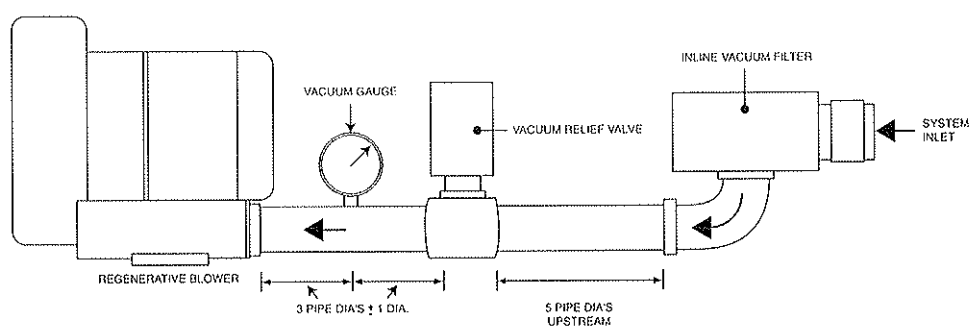 INLINE VACUUM FILTER
VACUUM GAUGE
VACUUM RELIEF VALVE
SYSTEM
INLET
REGENERATIVE BLOWER
3 PIPE DIA'S ± 1 DIA.
5 PIPE DIA'S
UPSTREAM